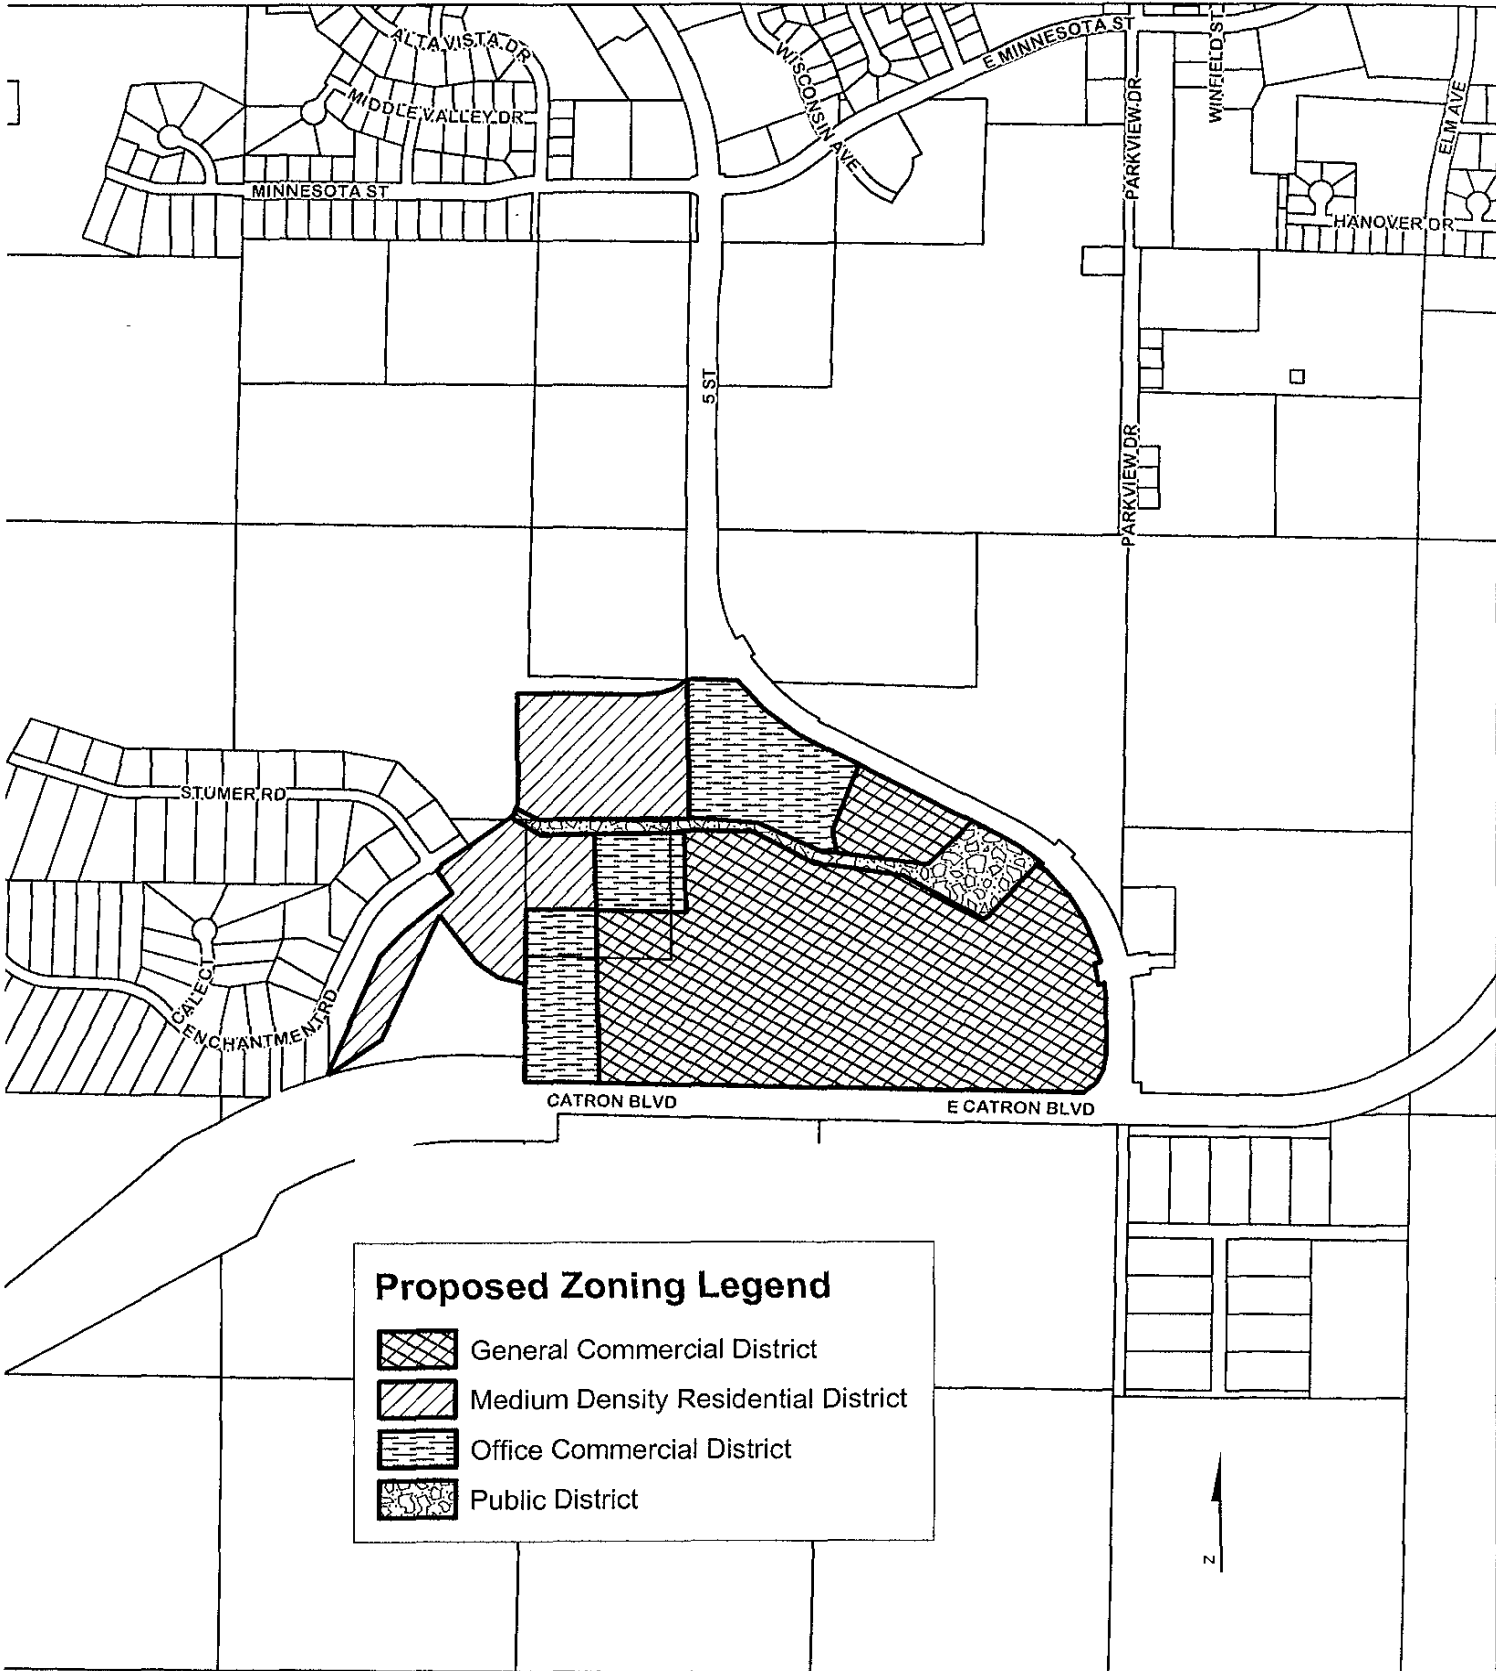 ALTA VISTA DR
MIDDLE VALLEY DR
MINNESOTA ST
WISCONSIN AVE
E MINNESOTA ST
PARKVIEW DR
WINFIELD ST
ELM AVE
HANOVER DR
5 ST
PARKVIEW DR
STUMER RD
CALLE CT
ENCHANTMENT RD
CATRON BLVD
E CATRON BLVD
Proposed Zoning Legend
General Commercial District
Medium Density Residential District
Office Commercial District
Public District
N